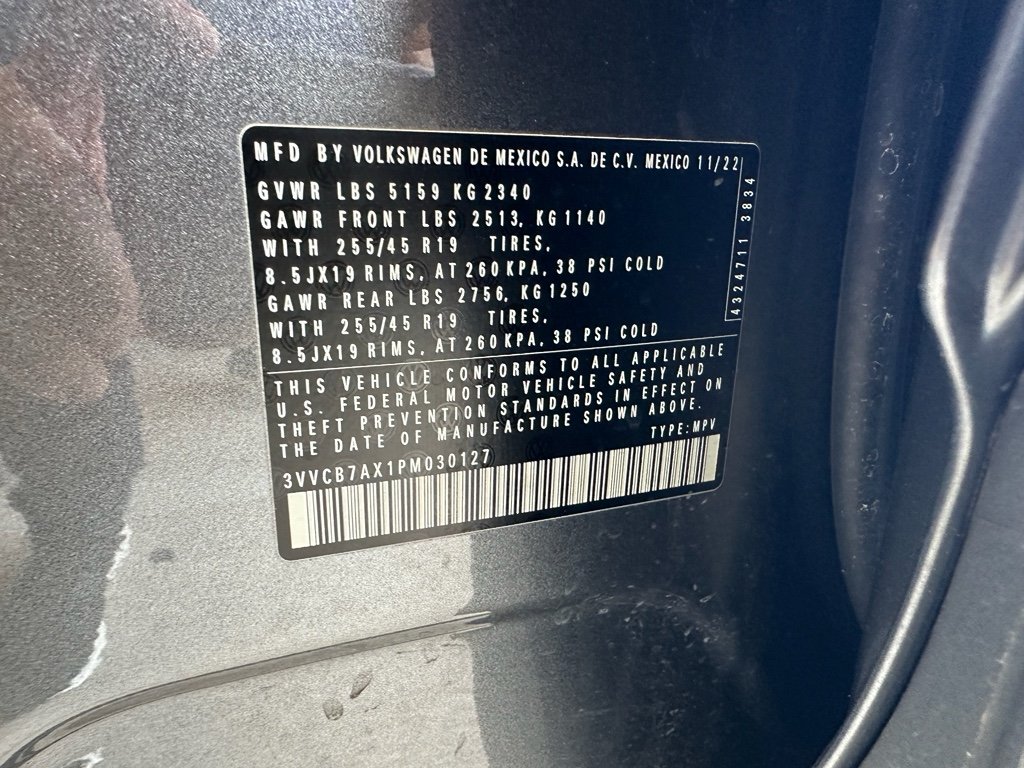 MFD BY VOLKSWAGEN DE MEXICO S.A. DE C.V. MEXICO 11/22
GVWR LBS 5159 KG 2340
GAWR FRONT LBS 2513, KG 1140
WITH 255/45 R19 TIRES,
8.5JX19 RIMS, AT 260 KPA, 38 PSI COLD
GAWR REAR LBS 2756, KG 1250
WITH 255/45 R19 TIRES,
8.5JX19 RIMS, AT 260 KPA, 38 PSI COLD
4324711 3834
THIS VEHICLE CONFORMS TO ALL APPLICABLE
U.S. FEDERAL MOTOR VEHICLE SAFETY AND
THEFT PREVENTION STANDARDS IN EFFECT ON
THE DATE OF MANUFACTURE SHOWN ABOVE.
TYPE:MPV
3VVCB7AX1PM030127